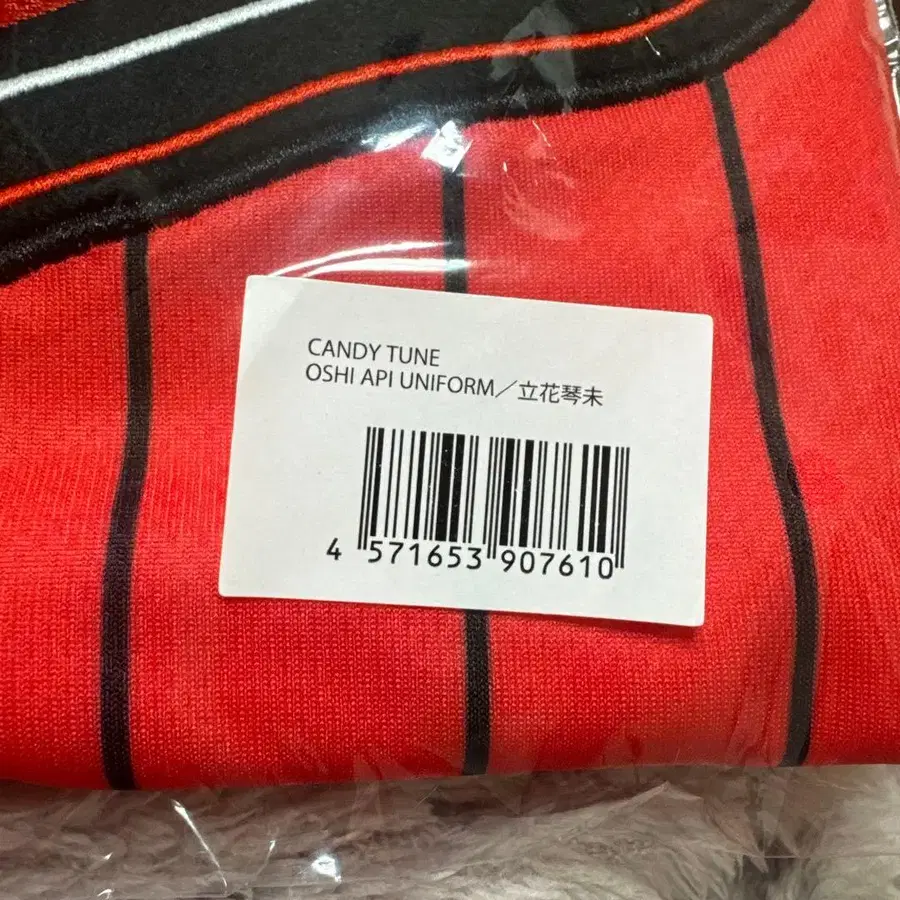 CANDY TUNE
OSHI API UNIFORM／立花琴未
4 571653 907610